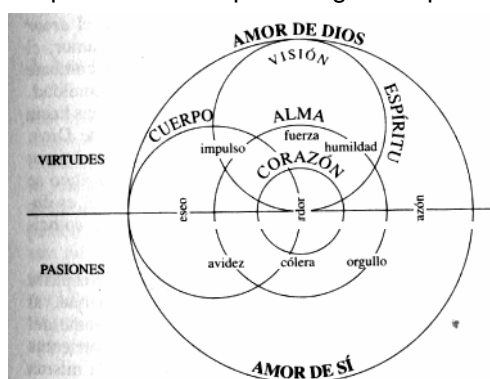 AMOR DE DIOS
VISIÓN
CUERPO
ALMA
ESPÍRITU
fuerza
impulso
humildad
CORAZÓN
VIRTUDES
eseo
rdor
azón
PASIONES
avidez
cólera
orgullo
AMOR DE SÍ